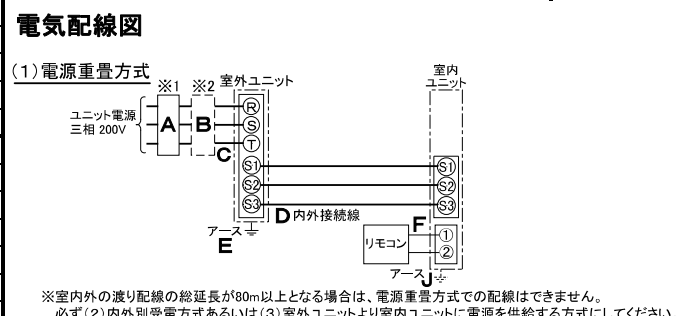 電気配線図
(1)電源重畳方式
※1 ※2 室外ユニット 室内ユニット
ユニット電源
三相 200V
A B C
R
S
T
S1 S1
S2 S2
S3 S3
D 内外接続線
アース E
F
リモコン ① ②
アース J
※室内外の渡り配線の総延長が80m以上となる場合は、電源重畳方式での配線はできません。
必ず(2)内外別受電方式あるいは(3)室外ユニットより室内ユニットに電源を供給する方式にしてください。